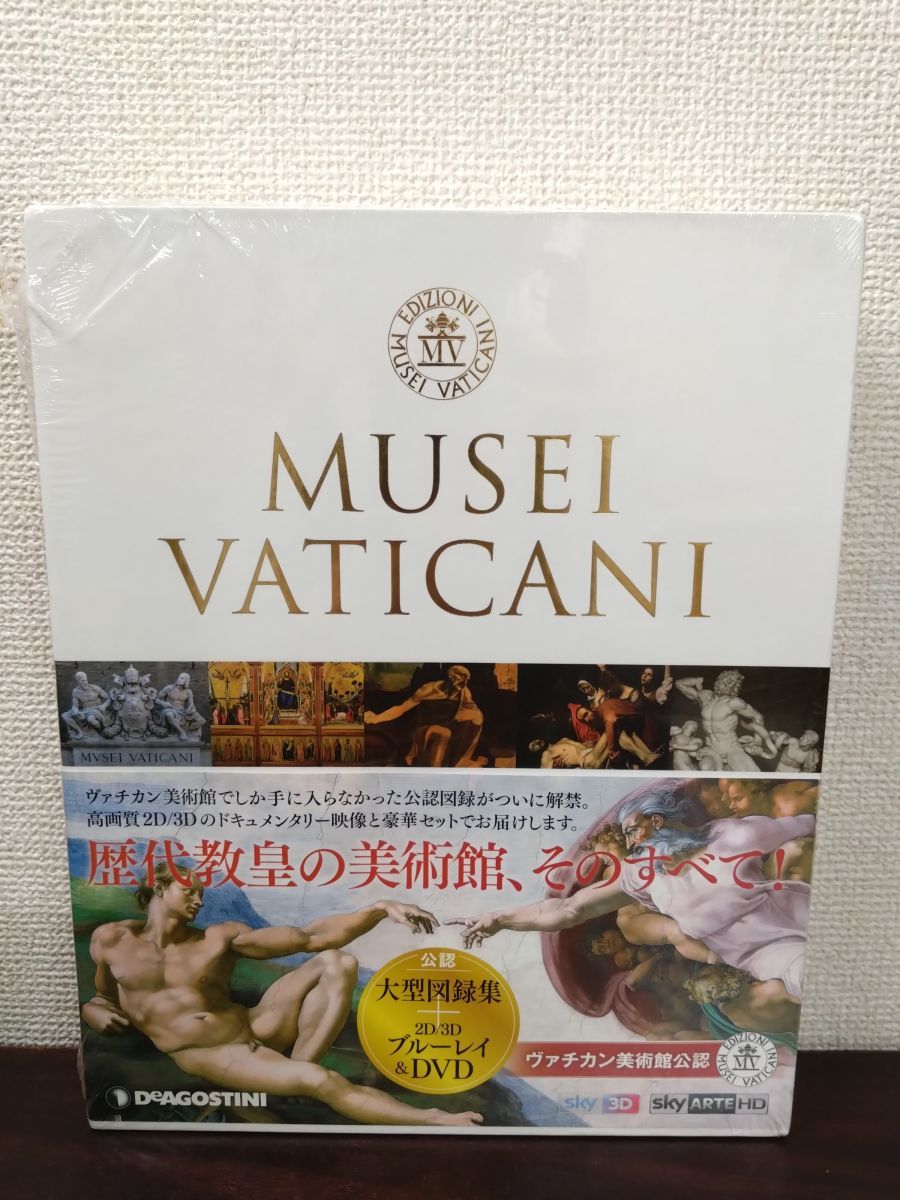 EDIZIONI
MV
MUSEI VATICANI
MUSEI
VATICANI
MVSEI VATICANI
ヴァチカン美術館でしか手に入らなかった公認図録がついに解禁。
高画質2D/3Dのドキュメンタリー映像と豪華セットでお届けします。
歴代教皇の美術館、そのすべて!
公認
大型図録集
+
2D/3D
ブルーレイ
&DVD
ヴァチカン美術館公認
EDIZIONI
MV
MUSEI VATICANI
DeAGOSTINI
sky 3D
sky ARTE HD